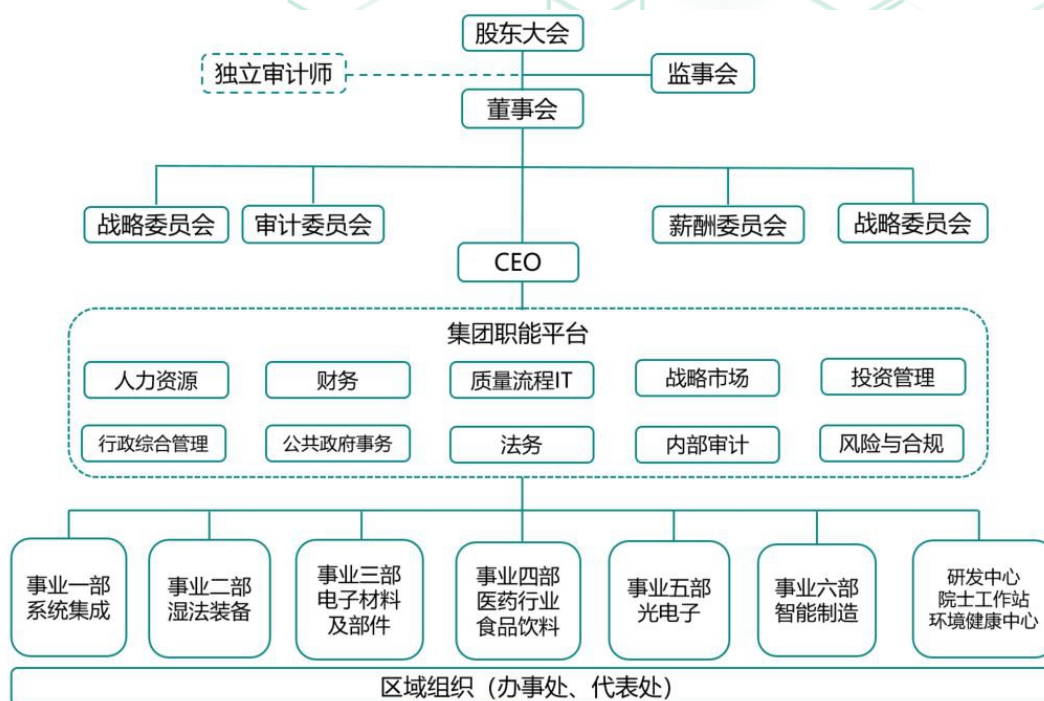 股东大会
独立审计师
监事会
董事会
战略委员会
审计委员会
薪酬委员会
战略委员会
CEO
集团职能平台
人力资源
财务
质量流程IT
战略市场
投资管理
行政综合管理
公共政府事务
法务
内部审计
风险与合规
事业一部
系统集成
事业二部
湿法装备
事业三部
电子材料
及部件
事业四部
医药行业
食品饮料
事业五部
光电子
事业六部
智能制造
研发中心
院士工作站
环境健康中心
区域组织（办事处、代表处）